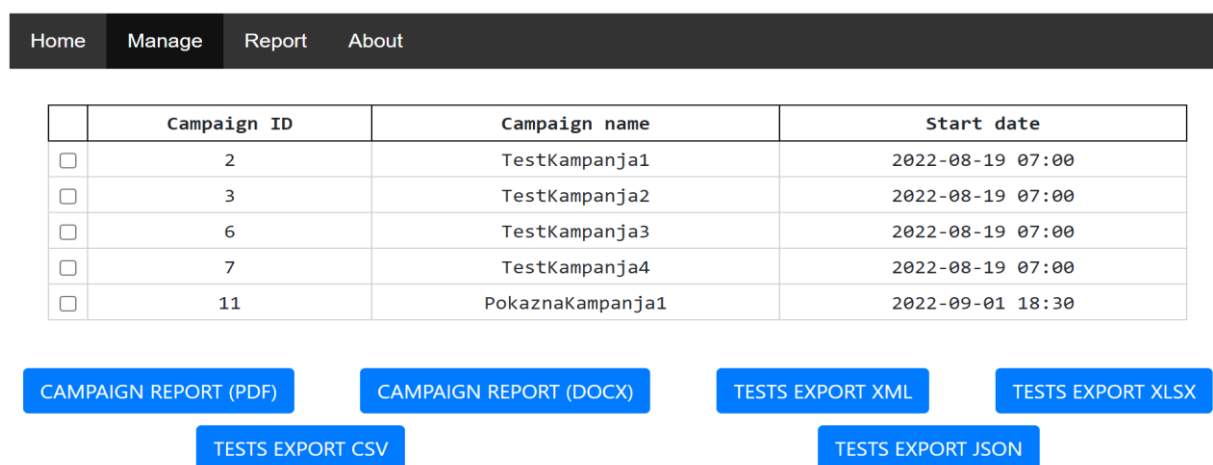 Home Manage Report About
Campaign ID Campaign name Start date
2 TestKampanja1 2022-08-19 07:00
3 TestKampanja2 2022-08-19 07:00
6 TestKampanja3 2022-08-19 07:00
7 TestKampanja4 2022-08-19 07:00
11 PokaznaKampanja1 2022-09-01 18:30
CAMPAIGN REPORT (PDF) CAMPAIGN REPORT (DOCX) TESTS EXPORT XML TESTS EXPORT XLSX
TESTS EXPORT CSV TESTS EXPORT JSON